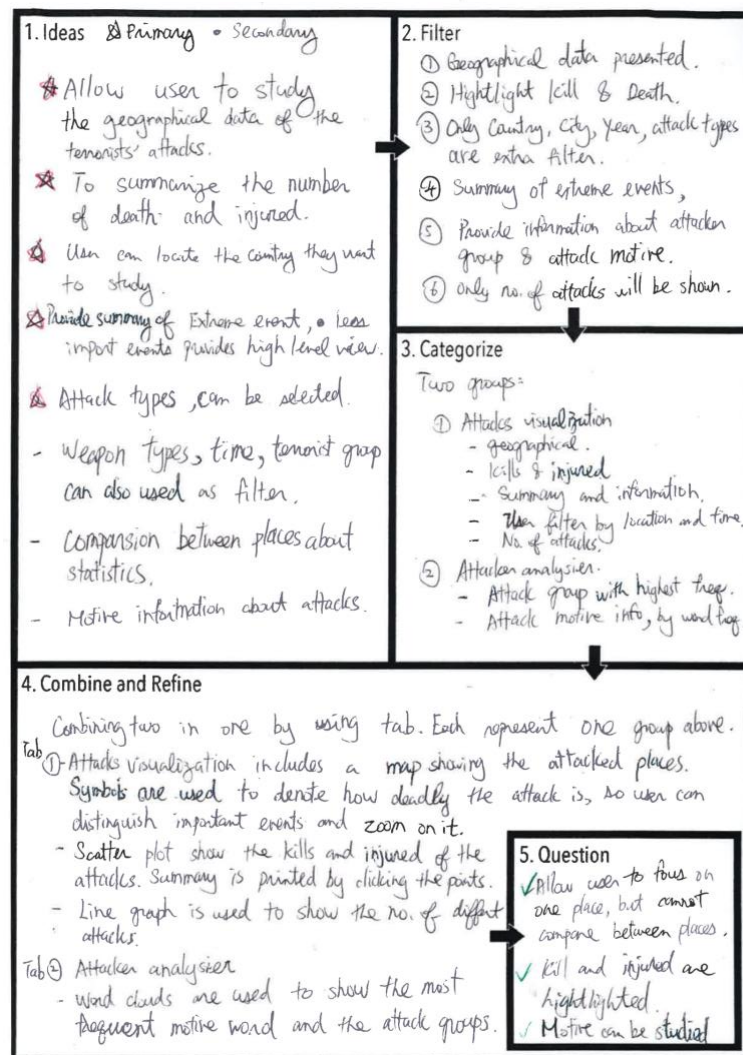 1. Ideas ☆ Primary • Secondary
☆ Allow user to study
the geographical data of the
terrorists' attacks.
☆ To summarize the number
of death and injured.
☆ User can locate the country they want
to study.
☆ Provide summary of Extreme event, • Less
import events provides high level view.
☆ Attack types, can be selected.
- Weapon types, time, terrorist group
can also used as filter.
- Comparsion between places about
statistics.
- Motive information about attacks.
2. Filter
① Geographical data presented.
② Hightlight kill & Death.
③ Only Country, City, Year, attack types
are extra filter.
④ Summary of extreme events,
⑤ Provide information about attacker
group & attack motive.
⑥ Only no. of attacks will be shown.
3. Categorize
Two groups:
① Attacks visualization
- geographical.
- Kills & injured
- Summary and information.
- User filter by location and time,
- No. of attacks.
② Attacker analysier.
- Attack group with highest freq.
- Attack motive info, by word freq
4. Combine and Refine
Combining two in one by using tab. Each represent one group above.
Tab ① - Attacks visualization includes a map showing the attacked places.
Symbols are used to denote how deadly the attack is, so user can
distinguish important events and zoom on it.
- Scatter plot show the kills and injured of the
attacks. Summary is printed by clicking the points.
- Line graph is used to show the no. of diffent
attacks.
Tab ② Attacker analysier
- Word clouds are used to show the most
frequent motive word and the attack groups.
5. Question
✓ Allow user to focus on
one place, but cannot
compare between places.
✓ Kill and injured are
hightlighted.
✓ Motive can be studied